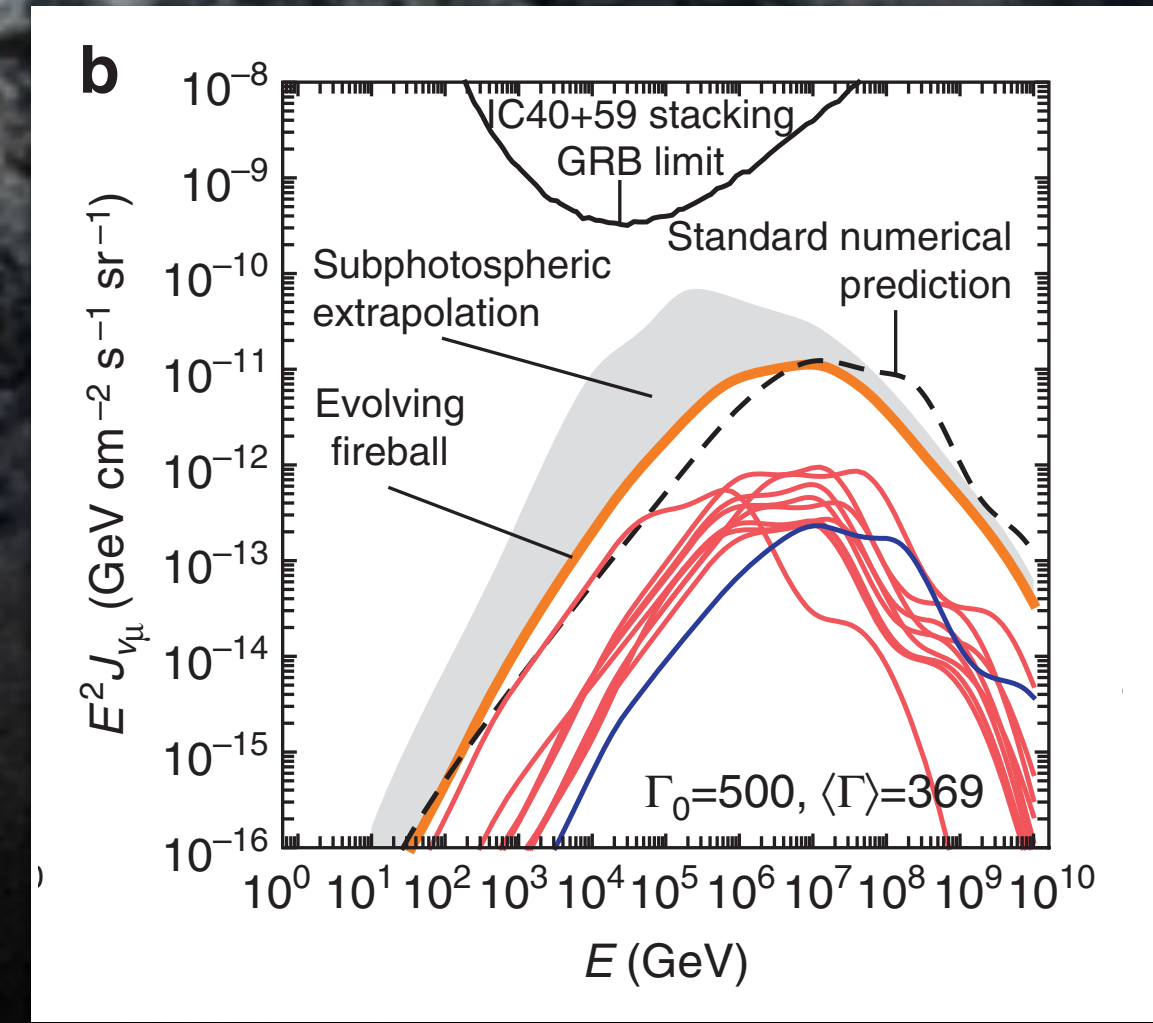 b
10⁻⁸
10⁻⁹
10⁻¹⁰
10⁻¹¹
10⁻¹²
10⁻¹³
10⁻¹⁴
10⁻¹⁵
10⁻¹⁶
E² J_νμ (GeV cm⁻² s⁻¹ sr⁻¹)
IC40+59 stacking
GRB limit
Standard numerical
prediction
Subphotospheric
extrapolation
Evolving
fireball
Γ₀=500, ⟨Γ⟩=369
10⁰ 10¹ 10² 10³ 10⁴ 10⁵ 10⁶ 10⁷ 10⁸ 10⁹ 10¹⁰
E (GeV)
)